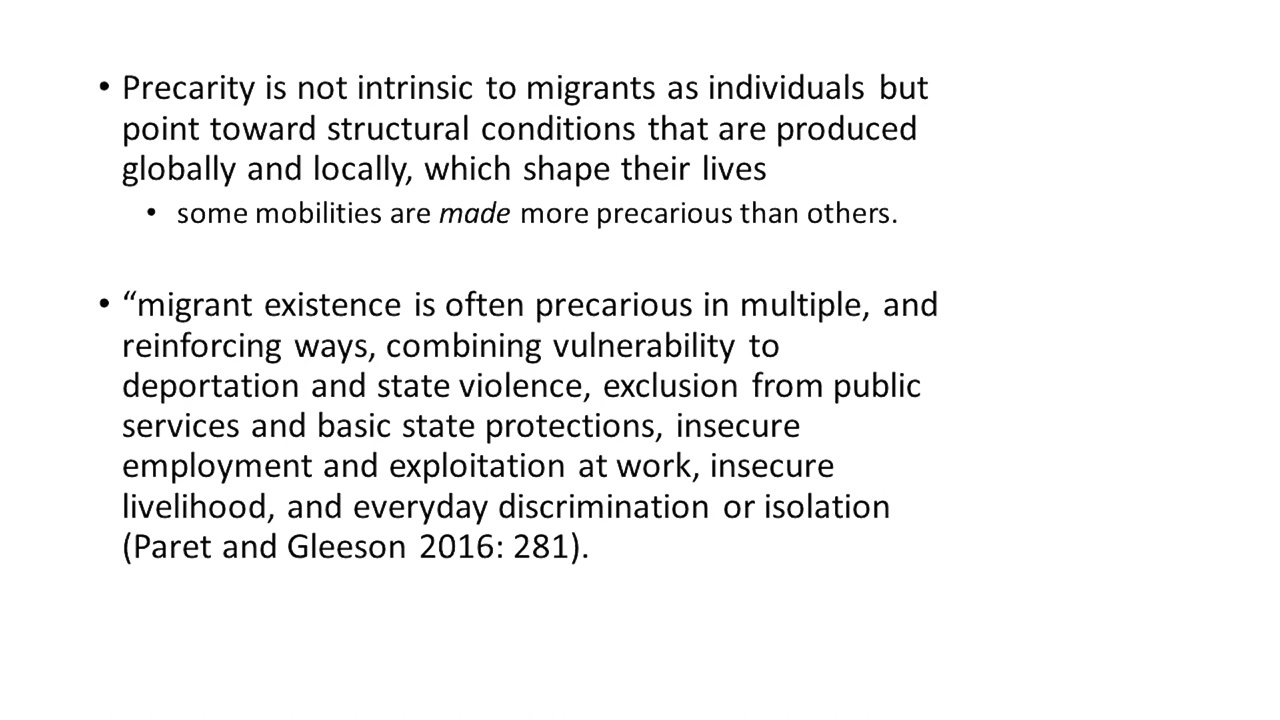 • Precarity is not intrinsic to migrants as individuals but
point toward structural conditions that are produced
globally and locally, which shape their lives
• some mobilities are made more precarious than others.
• “migrant existence is often precarious in multiple, and
reinforcing ways, combining vulnerability to
deportation and state violence, exclusion from public
services and basic state protections, insecure
employment and exploitation at work, insecure
livelihood, and everyday discrimination or isolation
(Paret and Gleeson 2016: 281).